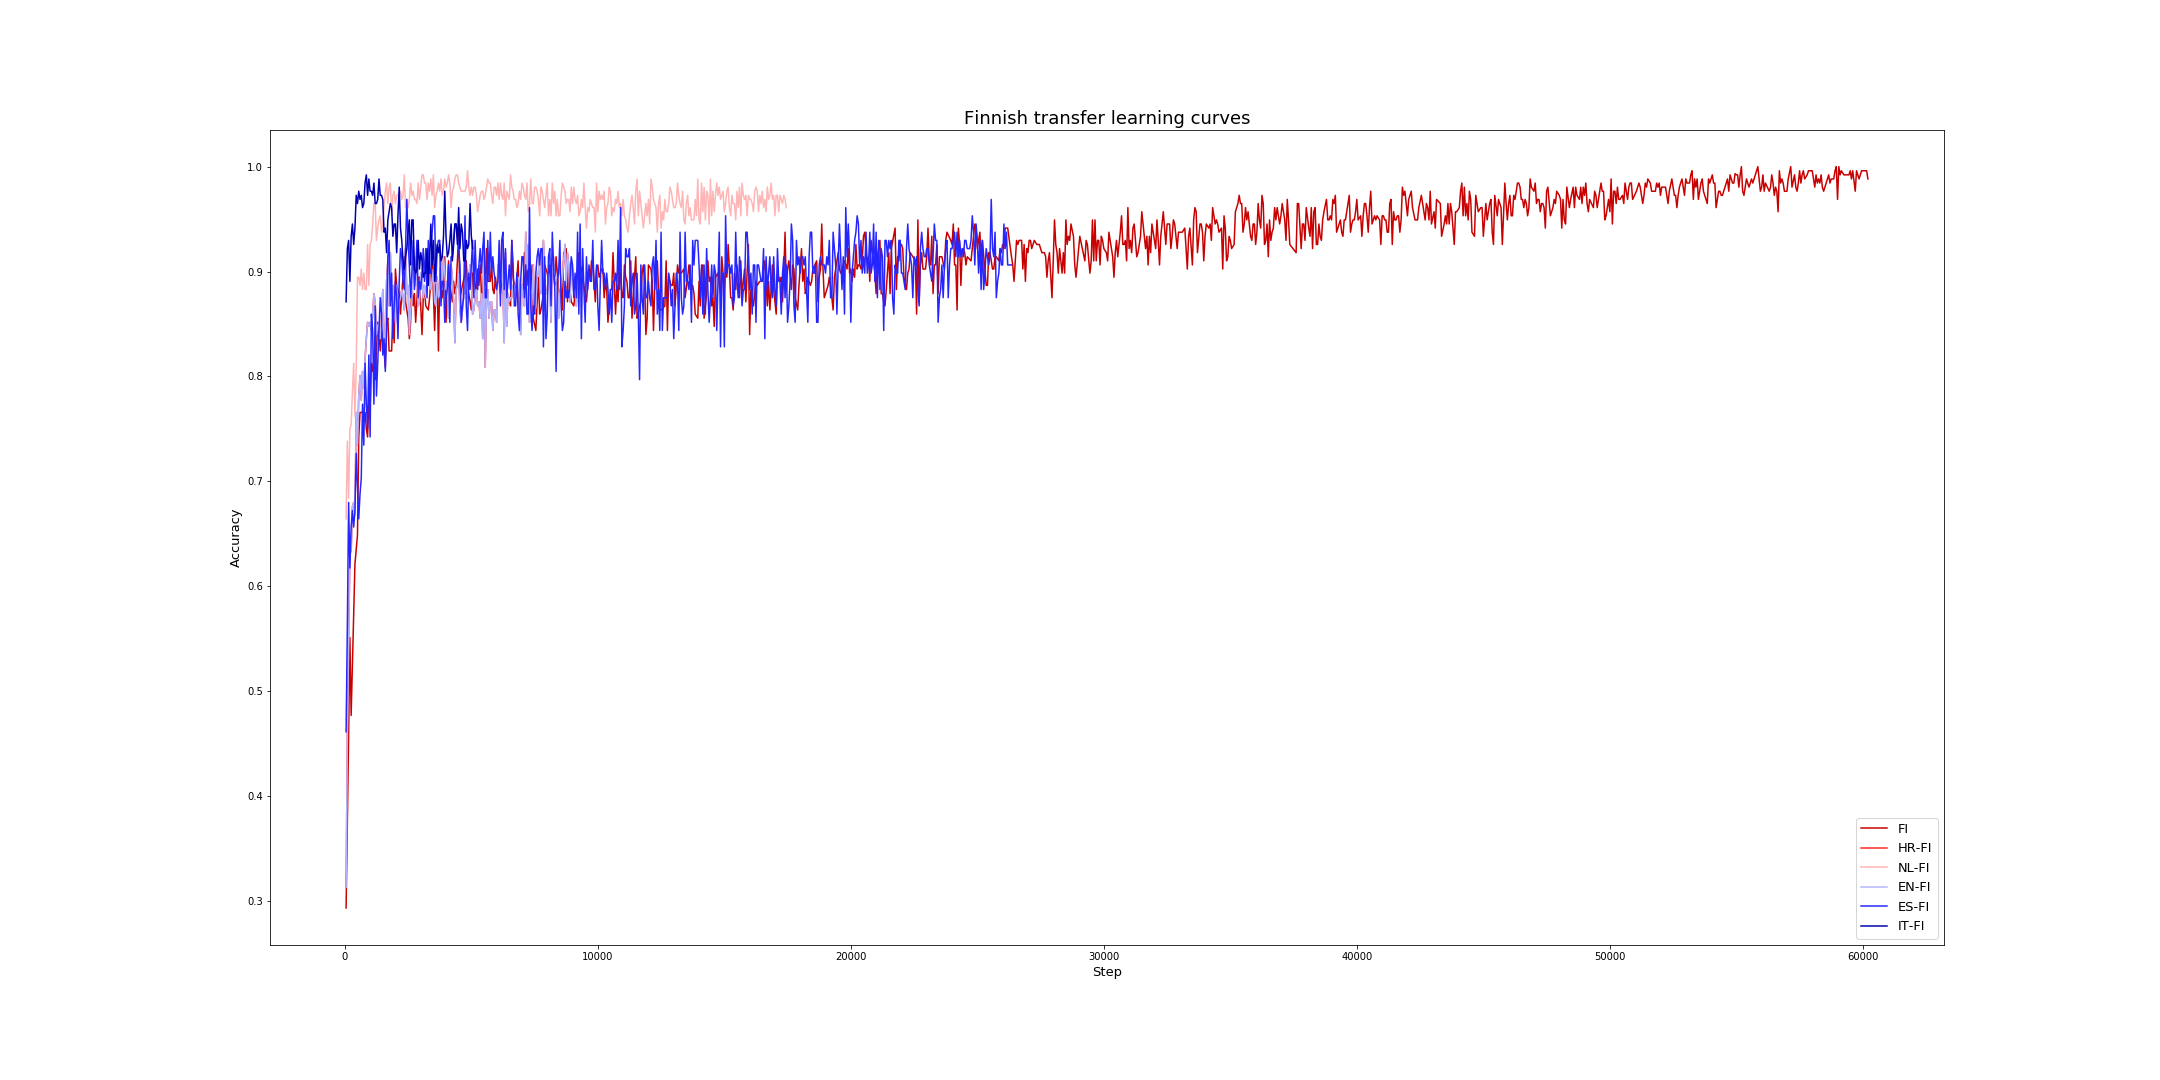 Finnish transfer learning curves
1.0
0.9
0.8
0.7
0.6
0.5
0.4
0.3
Accuracy
0
10000
20000
30000
40000
50000
60000
Step
FI
HR-FI
NL-FI
EN-FI
ES-FI
IT-FI